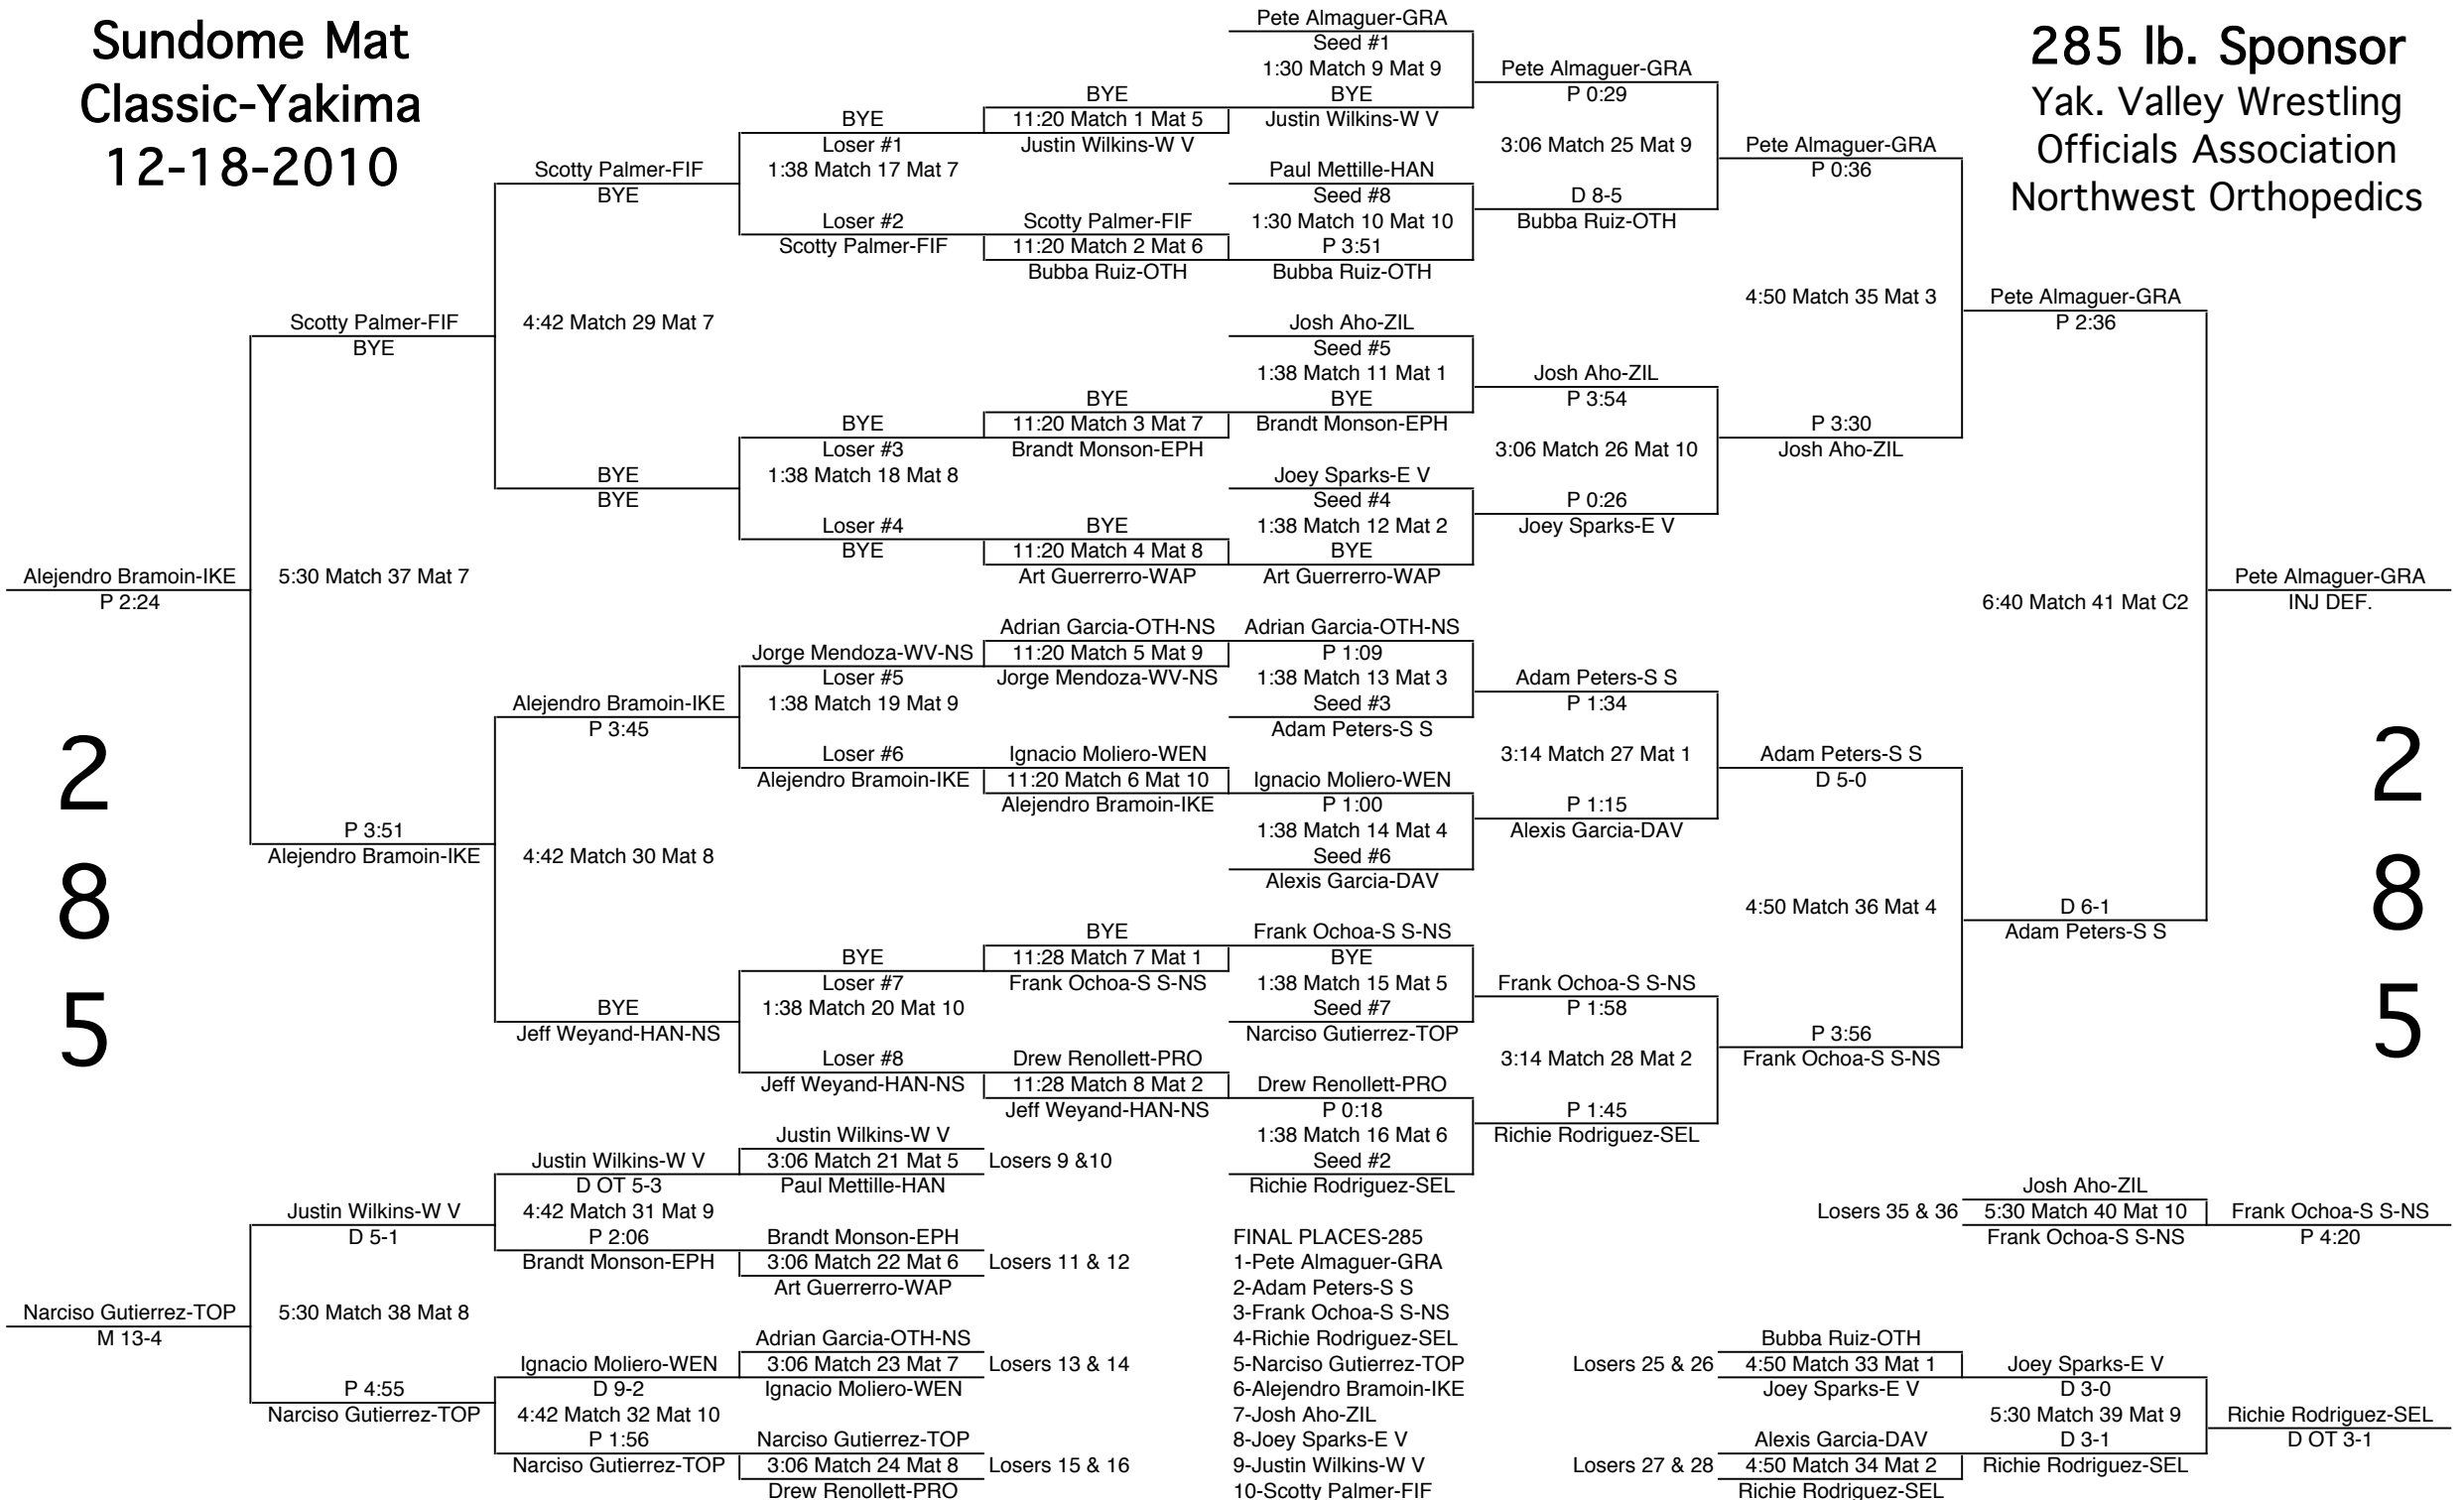 Sundome Mat
Classic-Yakima
12-18-2010
285 lb. Sponsor
Yak. Valley Wrestling
Officials Association
Northwest Orthopedics
Alejendro Bramoin-IKE
P 2:24
2
8
5
Narciso Gutierrez-TOP
M 13-4
Scotty Palmer-FIF
BYE
5:30 Match 37 Mat 7
P 3:51
Alejendro Bramoin-IKE
Justin Wilkins-W V
D 5-1
5:30 Match 38 Mat 8
P 4:55
Narciso Gutierrez-TOP
Scotty Palmer-FIF
BYE
4:42 Match 29 Mat 7
BYE
BYE
Alejendro Bramoin-IKE
P 3:45
4:42 Match 30 Mat 8
BYE
Jeff Weyand-HAN-NS
Justin Wilkins-W V
D OT 5-3
4:42 Match 31 Mat 9
P 2:06
Brandt Monson-EPH
Ignacio Moliero-WEN
D 9-2
4:42 Match 32 Mat 10
P 1:56
Narciso Gutierrez-TOP
BYE
Loser #1
1:38 Match 17 Mat 7
Loser #2
Scotty Palmer-FIF
BYE
Loser #3
1:38 Match 18 Mat 8
Loser #4
BYE
Jorge Mendoza-WV-NS
Loser #5
1:38 Match 19 Mat 9
Loser #6
Alejendro Bramoin-IKE
BYE
Loser #7
1:38 Match 20 Mat 10
Loser #8
Jeff Weyand-HAN-NS
Justin Wilkins-W V
3:06 Match 21 Mat 5
Losers 9 &10
Paul Mettille-HAN
Brandt Monson-EPH
3:06 Match 22 Mat 6
Losers 11 & 12
Art Guerrerro-WAP
Adrian Garcia-OTH-NS
3:06 Match 23 Mat 7
Losers 13 & 14
Ignacio Moliero-WEN
Narciso Gutierrez-TOP
3:06 Match 24 Mat 8
Losers 15 & 16
Drew Renollett-PRO
BYE
11:20 Match 1 Mat 5
Justin Wilkins-W V
Scotty Palmer-FIF
11:20 Match 2 Mat 6
Bubba Ruiz-OTH
BYE
11:20 Match 3 Mat 7
Brandt Monson-EPH
BYE
11:20 Match 4 Mat 8
Art Guerrerro-WAP
Adrian Garcia-OTH-NS
11:20 Match 5 Mat 9
Jorge Mendoza-WV-NS
Ignacio Moliero-WEN
11:20 Match 6 Mat 10
Alejendro Bramoin-IKE
BYE
11:28 Match 7 Mat 1
Frank Ochoa-S S-NS
Drew Renollett-PRO
11:28 Match 8 Mat 2
Jeff Weyand-HAN-NS
Pete Almaguer-GRA
Seed #1
1:30 Match 9 Mat 9
BYE
Justin Wilkins-W V
Paul Mettille-HAN
Seed #8
1:30 Match 10 Mat 10
P 3:51
Bubba Ruiz-OTH
Josh Aho-ZIL
Seed #5
1:38 Match 11 Mat 1
BYE
Brandt Monson-EPH
Joey Sparks-E V
Seed #4
1:38 Match 12 Mat 2
BYE
Art Guerrerro-WAP
Adrian Garcia-OTH-NS
P 1:09
1:38 Match 13 Mat 3
Seed #3
Adam Peters-S S
Ignacio Moliero-WEN
P 1:00
1:38 Match 14 Mat 4
Seed #6
Alexis Garcia-DAV
Frank Ochoa-S S-NS
BYE
1:38 Match 15 Mat 5
Seed #7
Narciso Gutierrez-TOP
Drew Renollett-PRO
P 0:18
1:38 Match 16 Mat 6
Seed #2
Richie Rodriguez-SEL
FINAL PLACES-285
1-Pete Almaguer-GRA
2-Adam Peters-S S
3-Frank Ochoa-S S-NS
4-Richie Rodriguez-SEL
5-Narciso Gutierrez-TOP
6-Alejendro Bramoin-IKE
7-Josh Aho-ZIL
8-Joey Sparks-E V
9-Justin Wilkins-W V
10-Scotty Palmer-FIF
Pete Almaguer-GRA
P 0:29
3:06 Match 25 Mat 9
D 8-5
Bubba Ruiz-OTH
Josh Aho-ZIL
P 3:54
3:06 Match 26 Mat 10
P 0:26
Joey Sparks-E V
Adam Peters-S S
P 1:34
3:14 Match 27 Mat 1
P 1:15
Alexis Garcia-DAV
Frank Ochoa-S S-NS
P 1:58
3:14 Match 28 Mat 2
P 1:45
Richie Rodriguez-SEL
Pete Almaguer-GRA
P 0:36
4:50 Match 35 Mat 3
P 3:30
Josh Aho-ZIL
Adam Peters-S S
D 5-0
4:50 Match 36 Mat 4
P 3:56
Frank Ochoa-S S-NS
Pete Almaguer-GRA
P 2:36
6:40 Match 41 Mat C2
D 6-1
Adam Peters-S S
Pete Almaguer-GRA
INJ DEF.
2
8
5
Josh Aho-ZIL
Losers 35 & 36
5:30 Match 40 Mat 10
Frank Ochoa-S S-NS
Frank Ochoa-S S-NS
P 4:20
Bubba Ruiz-OTH
Losers 25 & 26
4:50 Match 33 Mat 1
Joey Sparks-E V
Joey Sparks-E V
D 3-0
5:30 Match 39 Mat 9
Richie Rodriguez-SEL
D OT 3-1
Alexis Garcia-DAV
D 3-1
Losers 27 & 28
4:50 Match 34 Mat 2
Richie Rodriguez-SEL
Richie Rodriguez-SEL